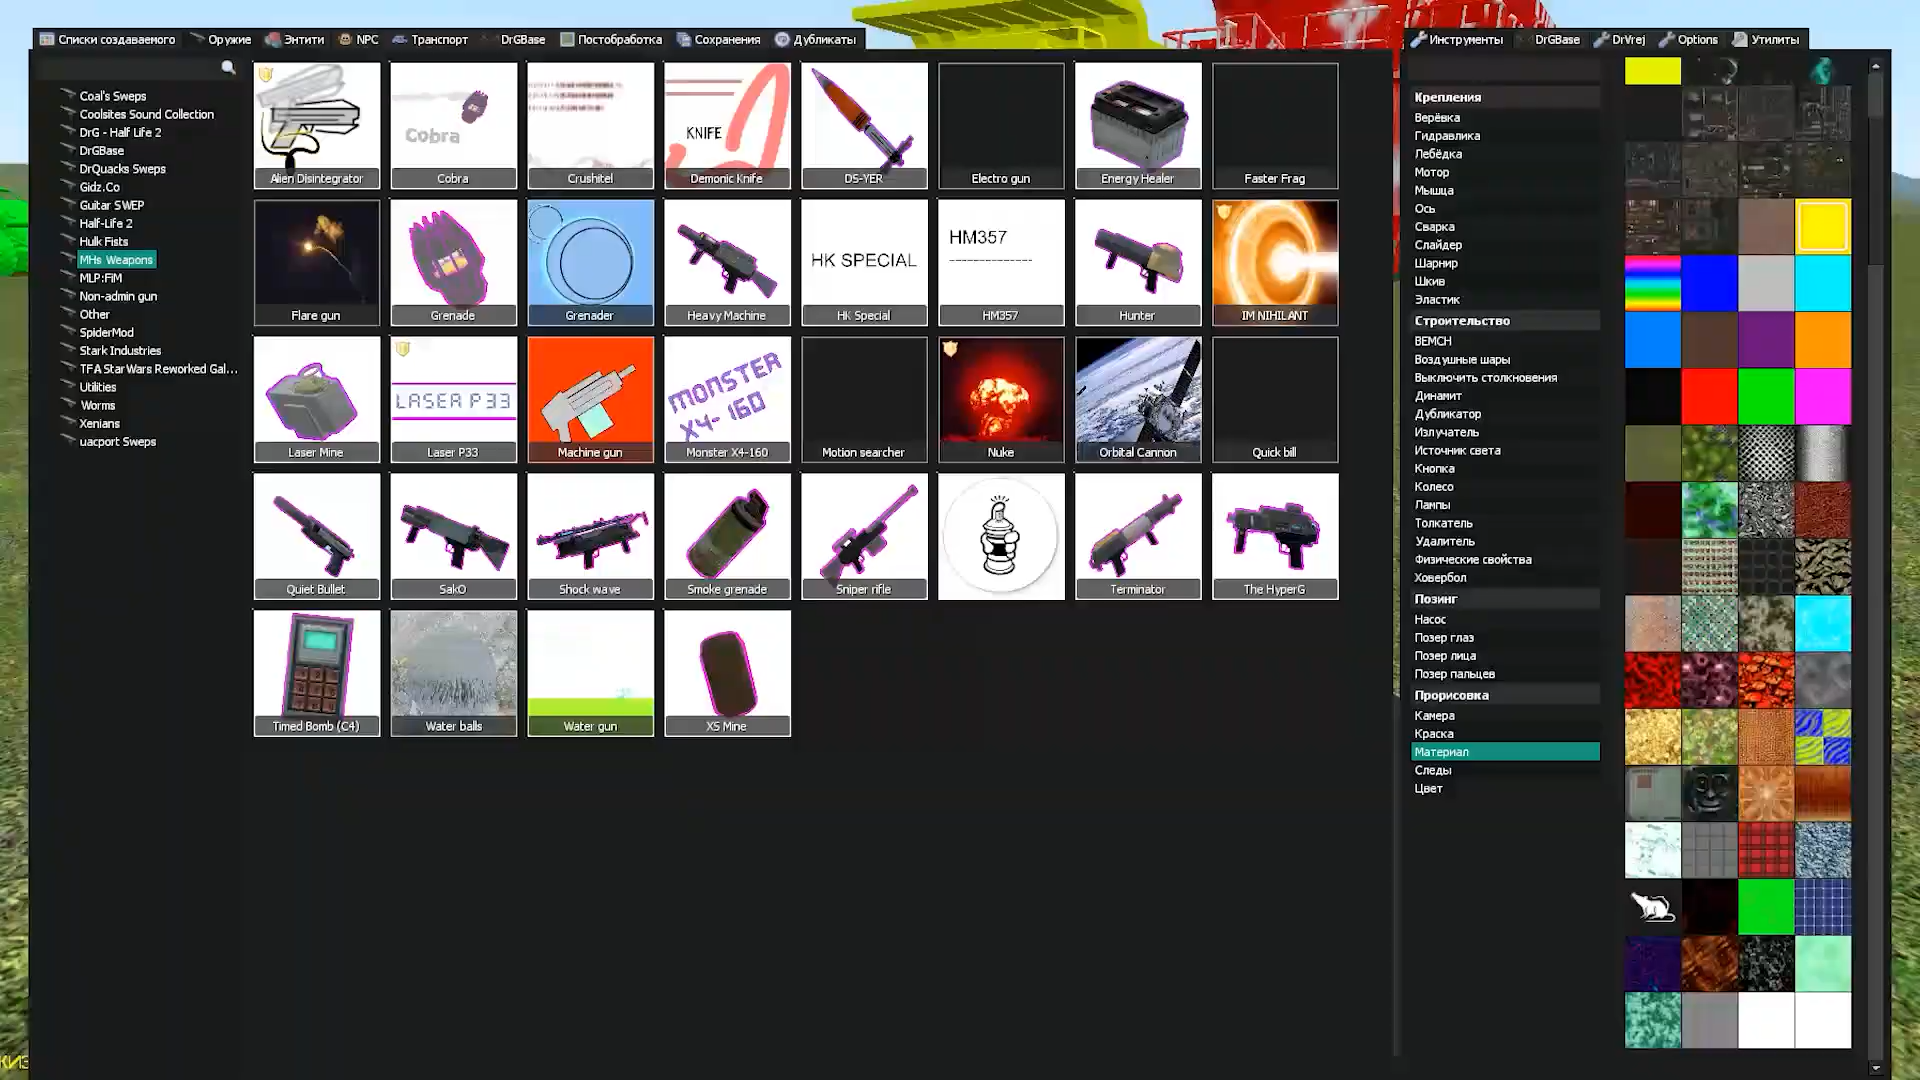 Списки создаваемого
Оружие
Энтити
NPC
Транспорт
DrGBase
Постобработка
Сохранения
Дубликаты
Инструменты
DrGBase
DrVrej
Options
Утилиты
Coal's Sweps
Coolsites Sound Collection
DrG - Half Life 2
DrGBase
DrQuacks Sweps
Gidz.Co
Guitar SWEP
Half-Life 2
Hulk Fists
MHs Weapons
MLP:FiM
Non-admin gun
Other
SpiderMod
Stark Industries
TFA StarWars Reworked Gal...
Utilities
Worms
Xenians
uacport Sweps
Cobra
KNIFE
Alien Disintegrator
Cobra
Crushitel
Demonic Knife
DS-YER
Electro gun
Energy Healer
Faster Frag
HK SPECIAL
HM357
Flare gun
Grenade
Grenader
Heavy Machine
HK Special
HM357
Hunter
IM NIHILANT
LASER P33
MONSTER
X4-160
Laser Mine
Laser P33
Machine gun
Monster X4-160
Motion searcher
Nuke
Orbital Cannon
Quick bill
Quiet Bullet
SakO
Shock wave
Smoke grenade
Sniper rifle
Terminator
The HyperG
Timed Bomb (C4)
Water balls
Water gun
XS Mine
Крепления
Верёвка
Гидравлика
Лебёдка
Мотор
Мышца
Ось
Сварка
Слайдер
Шарнир
Шкив
Эластик
Строительство
ВЕМСН
Воздушные шары
Выключить столкновения
Динамит
Дубликатор
Излучатель
Источник света
Кнопка
Колесо
Лампы
Толкатель
Удалитель
Физические свойства
Ховербол
Позинг
Насос
Позер глаз
Позер лица
Позер пальцев
Прорисовка
Камера
Краска
Материал
Следы
Цвет